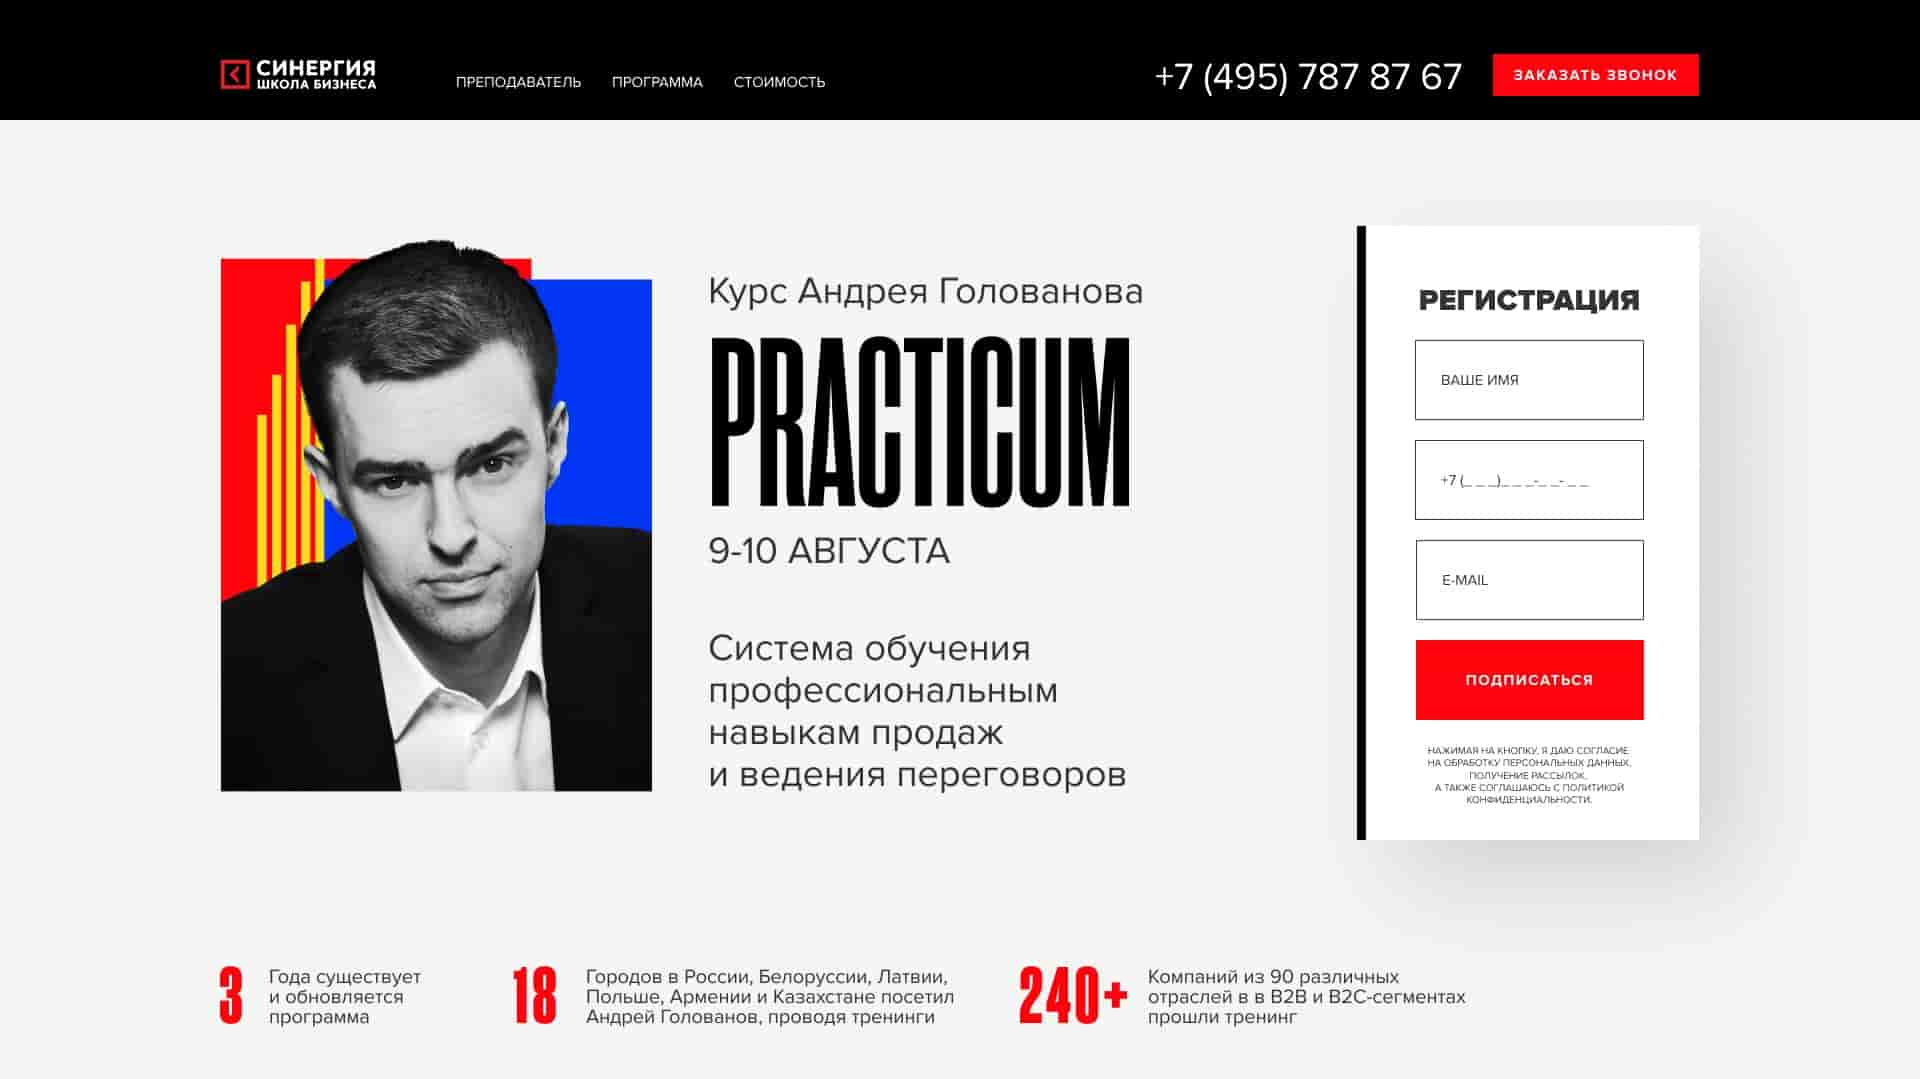 СИНЕРГИЯ
ШКОЛА БИЗНЕСА
ПРЕПОДАВАТЕЛЬ
ПРОГРАММА
СТОИМОСТЬ
+7 (495) 787 87 67
ЗАКАЗАТЬ ЗВОНОК
Курс Андрея Голованова
PRACTICUM
9-10 АВГУСТА
Система обучения
профессиональным
навыкам продаж
и ведения переговоров
РЕГИСТРАЦИЯ
ВАШЕ ИМЯ
+7 (_ _ _)_ _ _-_ _-_ _
E-MAIL
ПОДПИСАТЬСЯ
НАЖИМАЯ НА КНОПКУ, Я ДАЮ СОГЛАСИЕ
НА ОБРАБОТКУ ПЕРСОНАЛЬНЫХ ДАННЫХ,
ПОЛУЧЕНИЕ РАССЫЛОК,
А ТАКЖЕ СОГЛАШАЮСЬ С ПОЛИТИКОЙ
КОНФИДЕНЦИАЛЬНОСТИ.
3
Года существует
и обновляется
программа
18
Городов в России, Белоруссии, Латвии,
Польше, Армении и Казахстане посетил
Андрей Голованов, проводя тренинги
240+
Компаний из 90 различных
отраслей в в B2B и B2C-сегментах
прошли тренинг